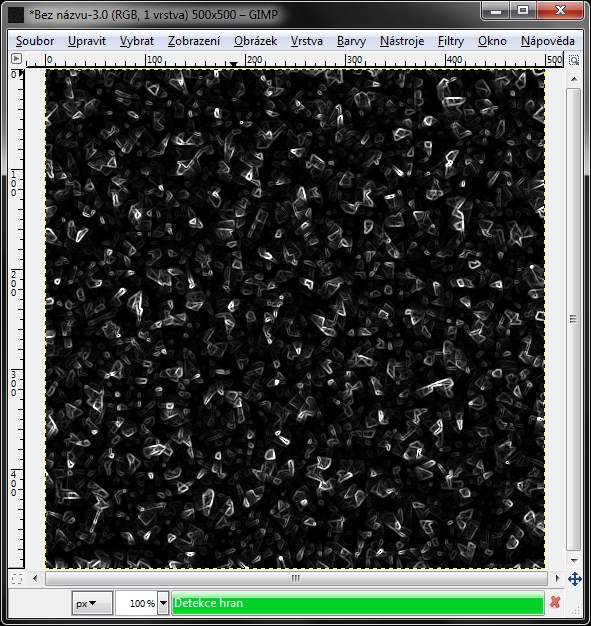 *Bez názvu-3.0 (RGB, 1 vrstva) 500x500 – GIMP
Soubor Upravit Vybrat Zobrazení Obrázek Vrstva Barvy Nástroje Filtry Okno Nápověda
0 100 200 300 400 500
0
100
200
300
400
px 100 % Detekce hran